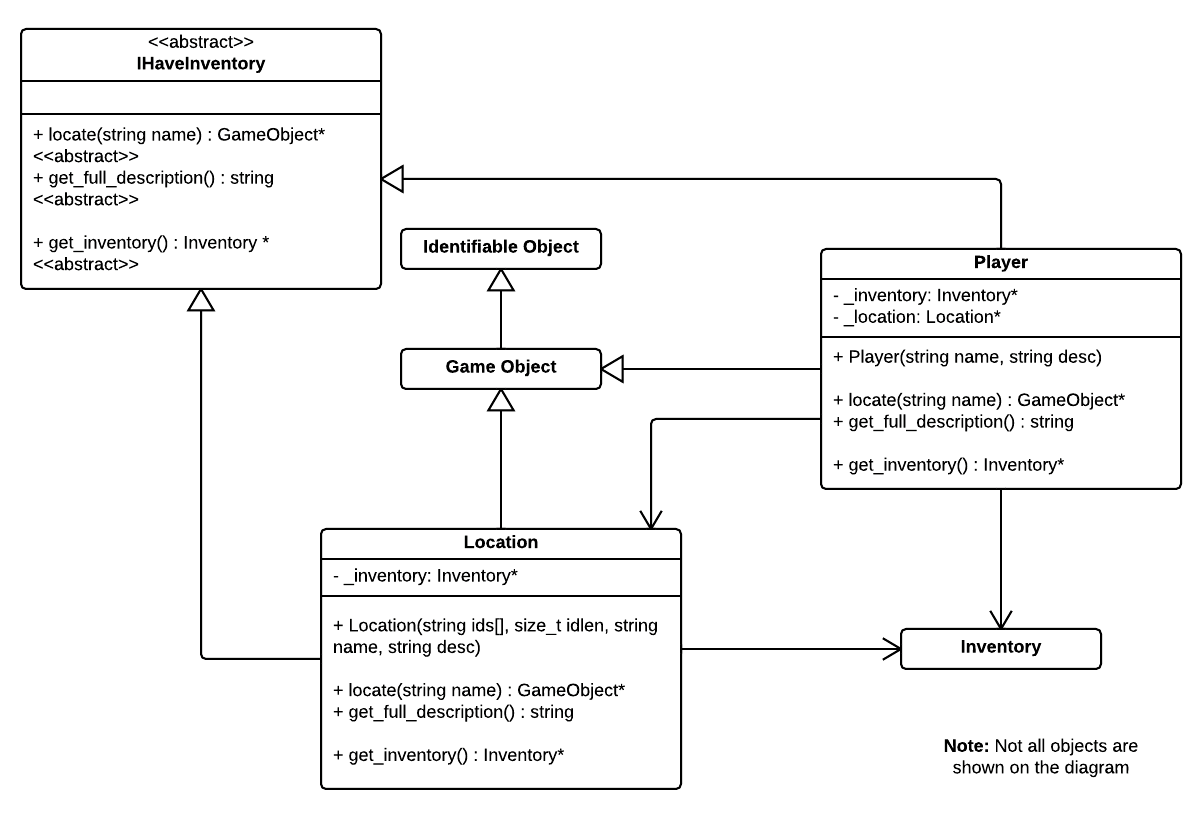 <<abstract>>
IHaveInventory
+ locate(string name) : GameObject*
<<abstract>>
+ get_full_description() : string
<<abstract>>
+ get_inventory() : Inventory *
<<abstract>>
Identifiable Object
Game Object
Player
- _inventory: Inventory*
- _location: Location*
+ Player(string name, string desc)
+ locate(string name) : GameObject*
+ get_full_description() : string
+ get_inventory() : Inventory*
Location
- _inventory: Inventory*
+ Location(string ids[], size_t idlen, string
name, string desc)
+ locate(string name) : GameObject*
+ get_full_description() : string
+ get_inventory() : Inventory*
Inventory
Note: Not all objects are
shown on the diagram